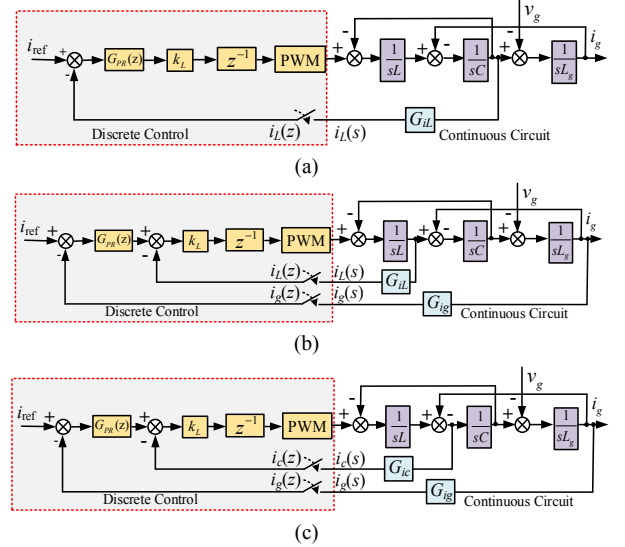 v_g
i_ref + - G_PR(z) k_L z^{-1} PWM + - 1/sL + - 1/sC + - 1/sL_g i_g
i_L(z) i_L(s) G_iL
Discrete Control Continuous Circuit
(a)
v_g
i_ref + - G_PR(z) + - k_L z^{-1} PWM + - 1/sL + - 1/sC + - 1/sL_g i_g
i_L(z) i_L(s) G_iL
i_g(z) i_g(s) G_ig
Discrete Control Continuous Circuit
(b)
v_g
i_ref + - G_PR(z) + - k_L z^{-1} PWM + - 1/sL + - 1/sC + - 1/sL_g i_g
i_c(z) i_c(s) G_ic
i_g(z) i_g(s) G_ig
Discrete Control Continuous Circuit
(c)